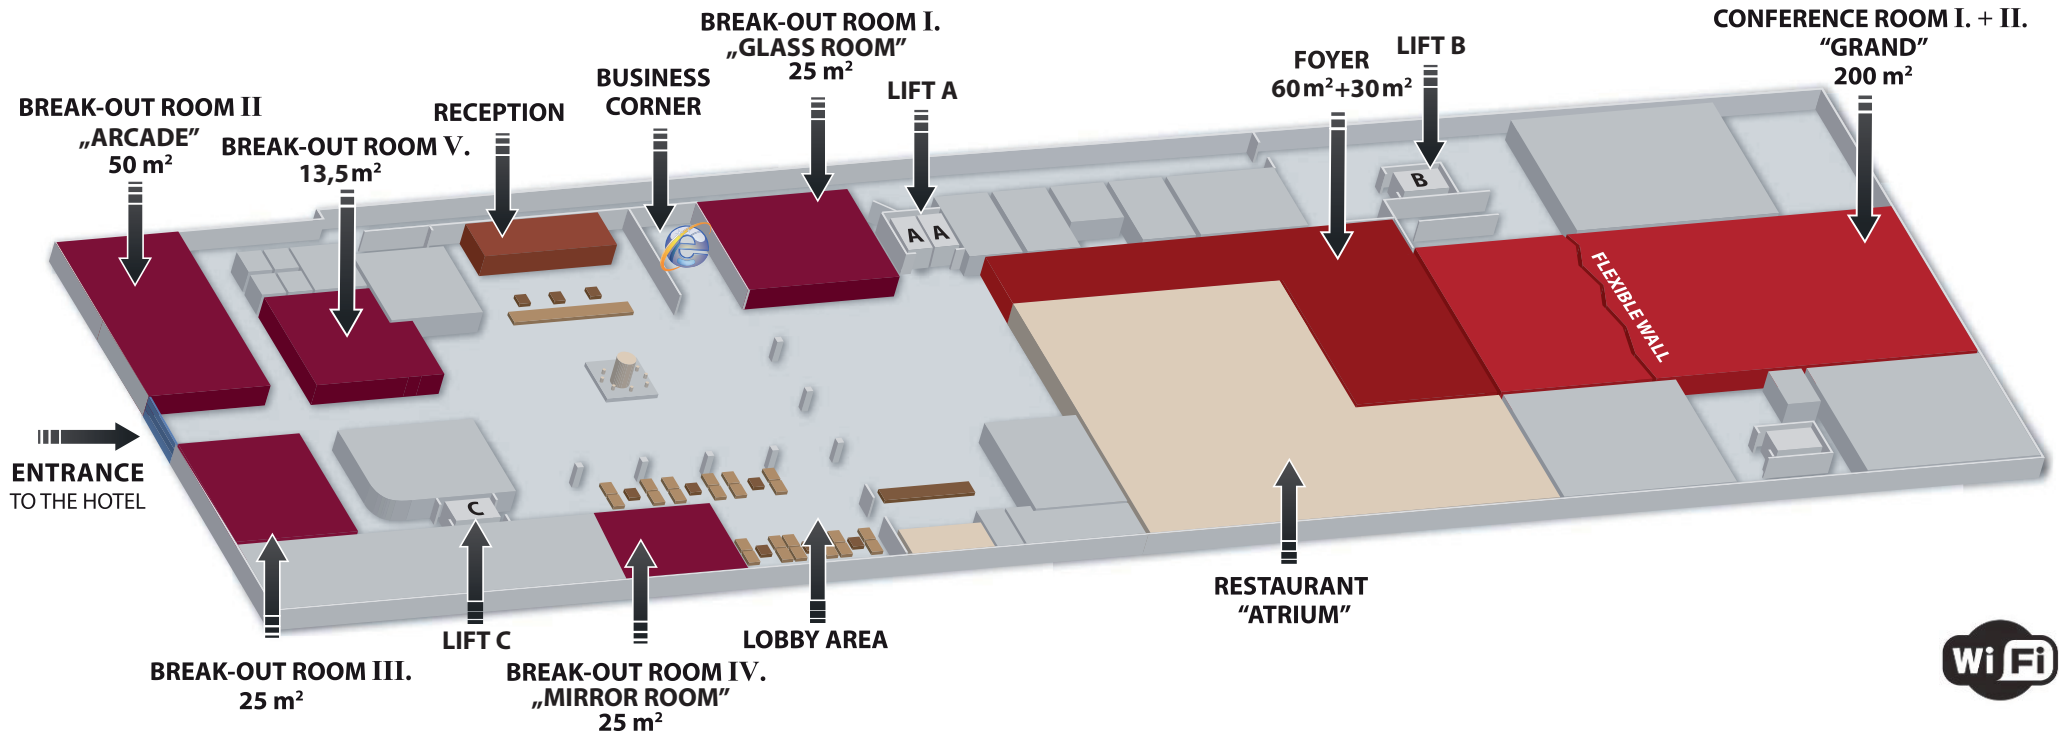 BREAK-OUT ROOM I.
„GLASS ROOM”
25 m²
CONFERENCE ROOM I. + II.
“GRAND”
200 m²
LIFT B
FOYER
60 m²+30 m²
BUSINESS
CORNER
LIFT A
RECEPTION
BREAK-OUT ROOM II
„ARCADE”
50 m²
BREAK-OUT ROOM V.
13,5 m²
B
A A
FLEXIBLE WALL
ENTRANCE
TO THE HOTEL
C
RESTAURANT
“ATRIUM”
LIFT C
LOBBY AREA
BREAK-OUT ROOM III.
25 m²
BREAK-OUT ROOM IV.
„MIRROR ROOM”
25 m²
Wi Fi